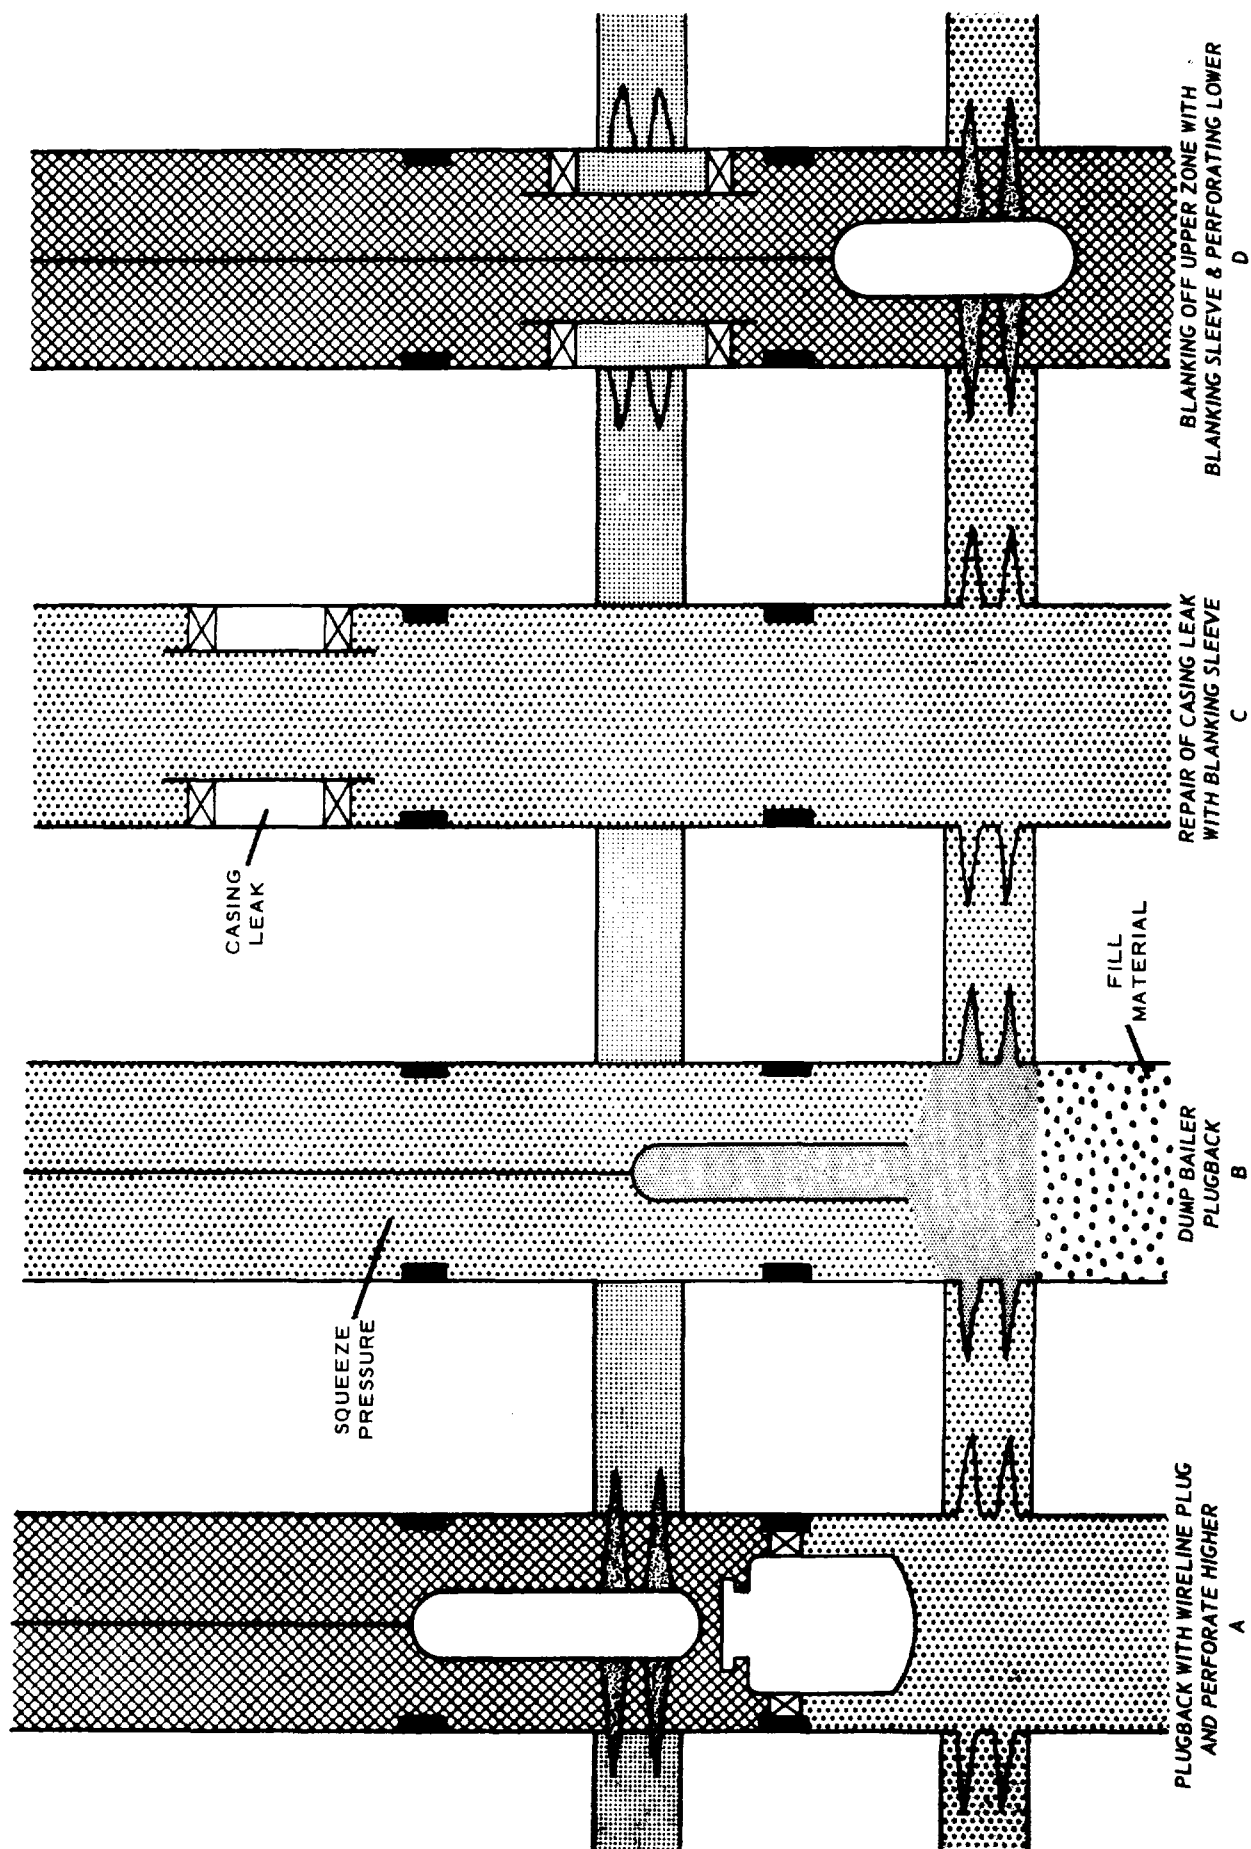 SQUEEZE
PRESSURE
CASING
LEAK
FILL
MATERIAL
PLUGBACK WITH WIRELINE PLUG
AND PERFORATE HIGHER
A
DUMP BAILER
PLUGBACK
B
REPAIR OF CASING LEAK
WITH BLANKING SLEEVE
C
BLANKING OFF UPPER ZONE WITH
BLANKING SLEEVE & PERFORATING LOWER
D